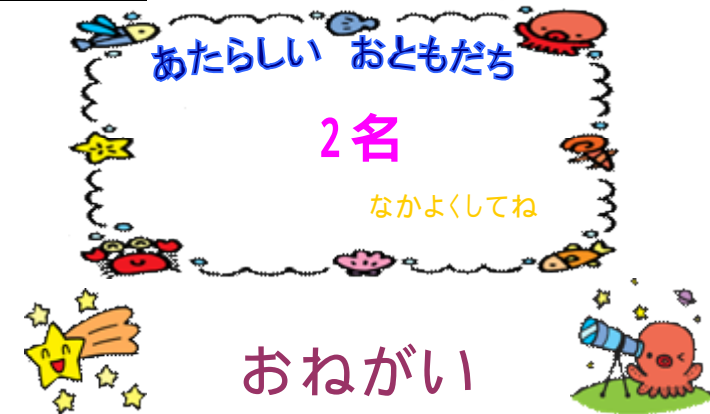 あたらしい　おともだち
2名
なかよくしてね
おねがい